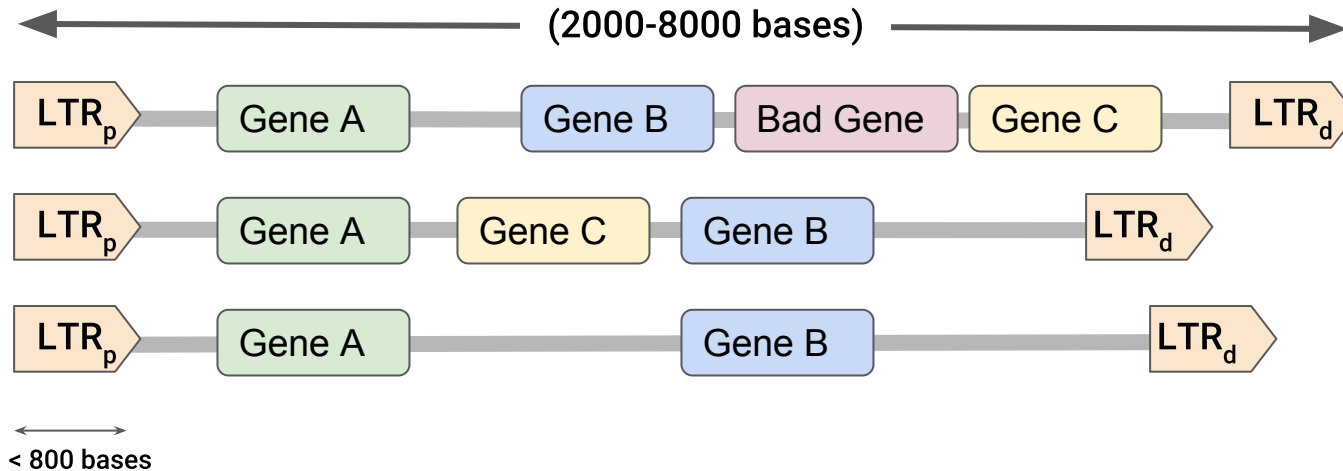 (2000-8000 bases)
LTRp Gene A Gene B Bad Gene Gene C LTRd
LTRp Gene A Gene C Gene B LTRd
LTRp Gene A Gene B LTRd
< 800 bases